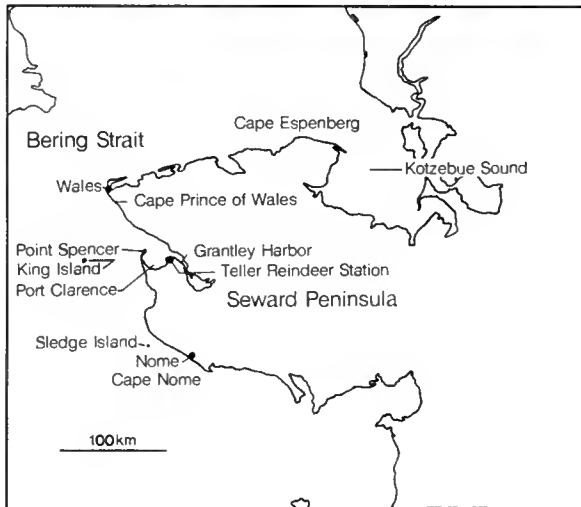 Cape Espenberg
Bering Strait
Kotzebue Sound
Wales
Cape Prince of Wales
Point Spencer
Grantley Harbor
King Island
Teller Reindeer Station
Port Clarence
Seward Peninsula
Sledge Island
Nome
Cape Nome
100km